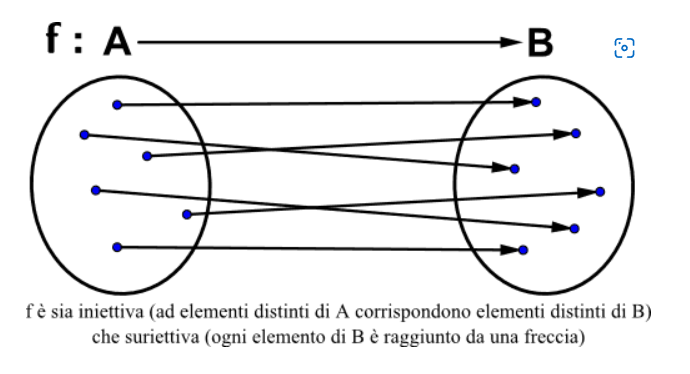 f : A B
f è sia iniettiva (ad elementi distinti di A corrispondono elementi distinti di B)
che suriettiva (ogni elemento di B è raggiunto da una freccia)